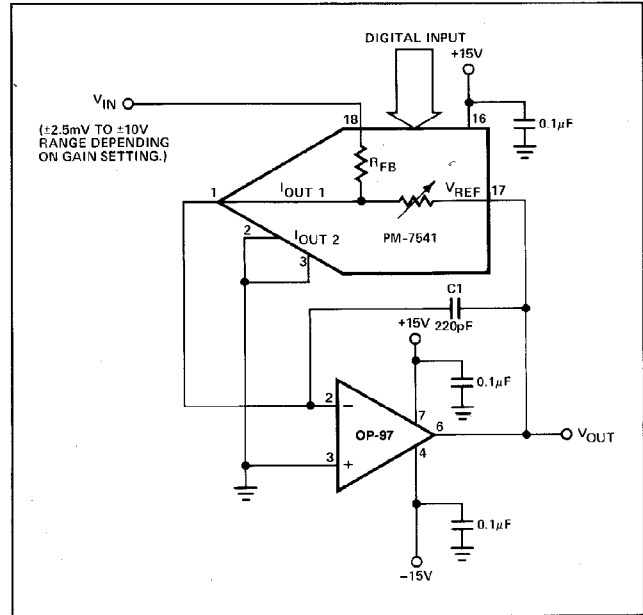 DIGITAL INPUT
+15V
V_IN
(±2.5mV TO ±10V
RANGE DEPENDING
ON GAIN SETTING.)
18
16
0.1µF
R_FB
1
I_OUT 1
V_REF
17
2
I_OUT 2
PM-7541
3
C1
220pF
+15V
0.1µF
2
−
7
OP-97
6
V_OUT
3
+
4
0.1µF
−15V